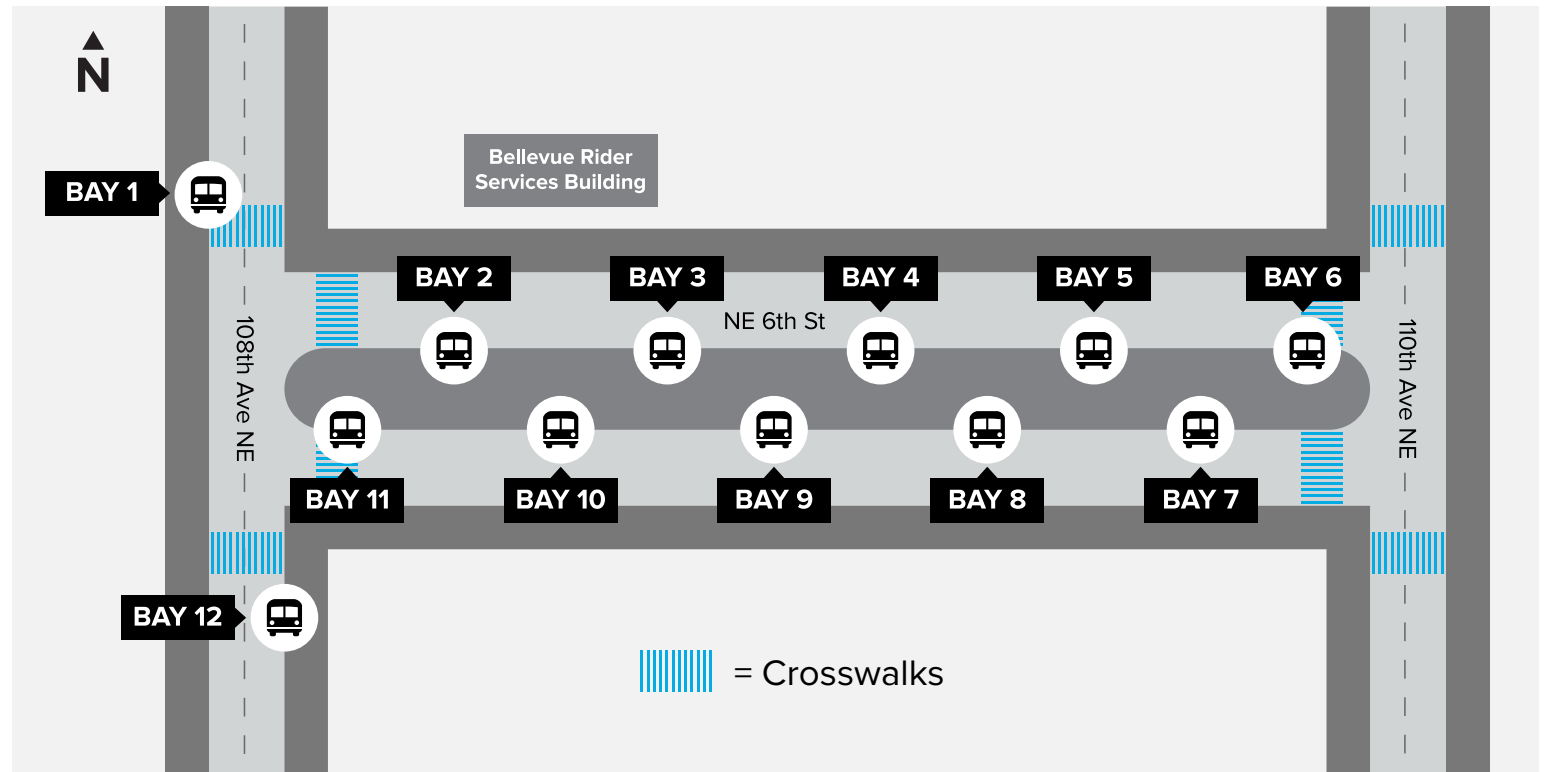 N
Bellevue Rider
Services Building
BAY 1
BAY 2
BAY 3
BAY 4
BAY 5
BAY 6
NE 6th St
108th Ave NE
110th Ave NE
BAY 11
BAY 10
BAY 9
BAY 8
BAY 7
BAY 12
= Crosswalks